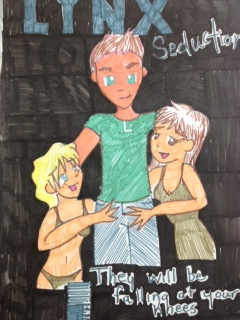 LYNX
Seduction
They will be
falling at your
knees